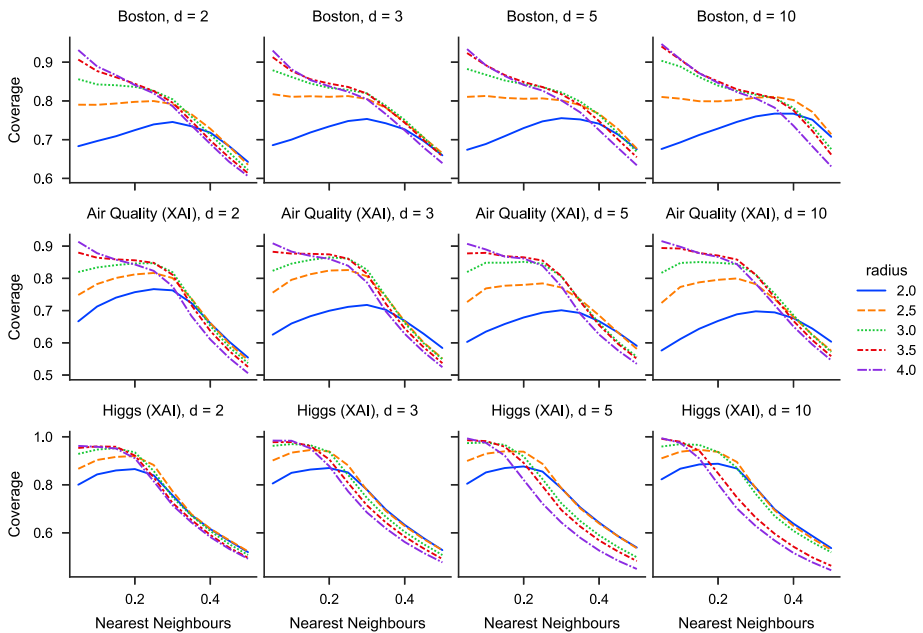 Boston, d = 2
Boston, d = 3
Boston, d = 5
Boston, d = 10
Coverage
0.9
0.8
0.7
0.6
Air Quality (XAI), d = 2
Air Quality (XAI), d = 3
Air Quality (XAI), d = 5
Air Quality (XAI), d = 10
Coverage
0.9
0.8
0.7
0.6
0.5
radius
2.0
2.5
3.0
3.5
4.0
Higgs (XAI), d = 2
Higgs (XAI), d = 3
Higgs (XAI), d = 5
Higgs (XAI), d = 10
Coverage
1.0
0.8
0.6
0.2 0.4
0.2 0.4
0.2 0.4
0.2 0.4
Nearest Neighbours
Nearest Neighbours
Nearest Neighbours
Nearest Neighbours